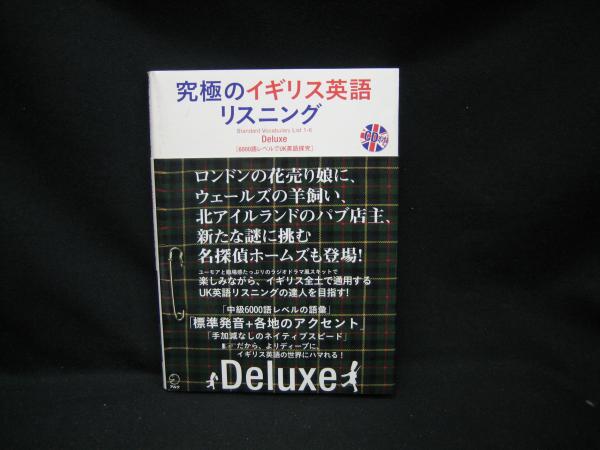 究極のイギリス英語
リスニング
Standard Vocabulary List 1-6
Deluxe
[6000語レベルでUK英語探究]
CD付
ロンドンの花売り娘に、
ウェールズの羊飼い、
北アイルランドのパブ店主、
新たな謎に挑む
名探偵ホームズも登場!
ユーモアと臨場感たっぷりのラジオドラマ風スキットで
楽しみながら、イギリス全土で通用する
UK英語リスニングの達人を目指す!
「中級6000語レベルの語彙」
「標準発音+各地のアクセント」
「手加減なしのネイティブスピード」
だから、よりディープに、
イギリス英語の世界にハマれる!
Deluxe
アルク